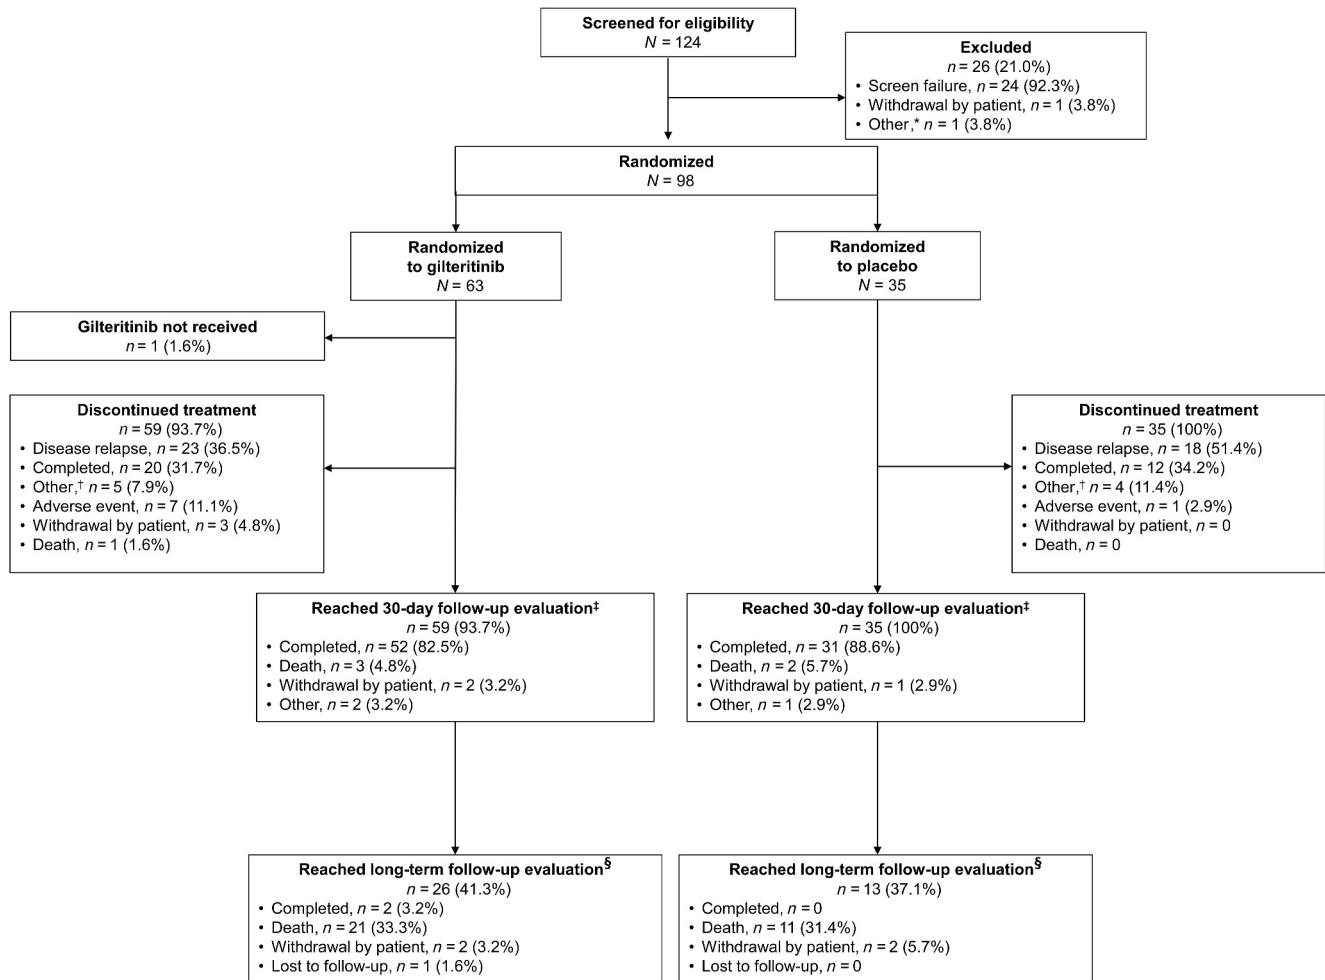 Screened for eligibility
N = 124
Excluded
n = 26 (21.0%)
• Screen failure, n = 24 (92.3%)
• Withdrawal by patient, n = 1 (3.8%)
• Other,* n = 1 (3.8%)
Randomized
N = 98
Randomized
to gilteritinib
N = 63
Randomized
to placebo
N = 35
Gilteritinib not received
n = 1 (1.6%)
Discontinued treatment
n = 59 (93.7%)
• Disease relapse, n = 23 (36.5%)
• Completed, n = 20 (31.7%)
• Other,† n = 5 (7.9%)
• Adverse event, n = 7 (11.1%)
• Withdrawal by patient, n = 3 (4.8%)
• Death, n = 1 (1.6%)
Discontinued treatment
n = 35 (100%)
• Disease relapse, n = 18 (51.4%)
• Completed, n = 12 (34.2%)
• Other,† n = 4 (11.4%)
• Adverse event, n = 1 (2.9%)
• Withdrawal by patient, n = 0
• Death, n = 0
Reached 30-day follow-up evaluation‡
n = 59 (93.7%)
• Completed, n = 52 (82.5%)
• Death, n = 3 (4.8%)
• Withdrawal by patient, n = 2 (3.2%)
• Other, n = 2 (3.2%)
Reached 30-day follow-up evaluation‡
n = 35 (100%)
• Completed, n = 31 (88.6%)
• Death, n = 2 (5.7%)
• Withdrawal by patient, n = 1 (2.9%)
• Other, n = 1 (2.9%)
Reached long-term follow-up evaluation§
n = 26 (41.3%)
• Completed, n = 2 (3.2%)
• Death, n = 21 (33.3%)
• Withdrawal by patient, n = 2 (3.2%)
• Lost to follow-up, n = 1 (1.6%)
Reached long-term follow-up evaluation§
n = 13 (37.1%)
• Completed, n = 0
• Death, n = 11 (31.4%)
• Withdrawal by patient, n = 2 (5.7%)
• Lost to follow-up, n = 0